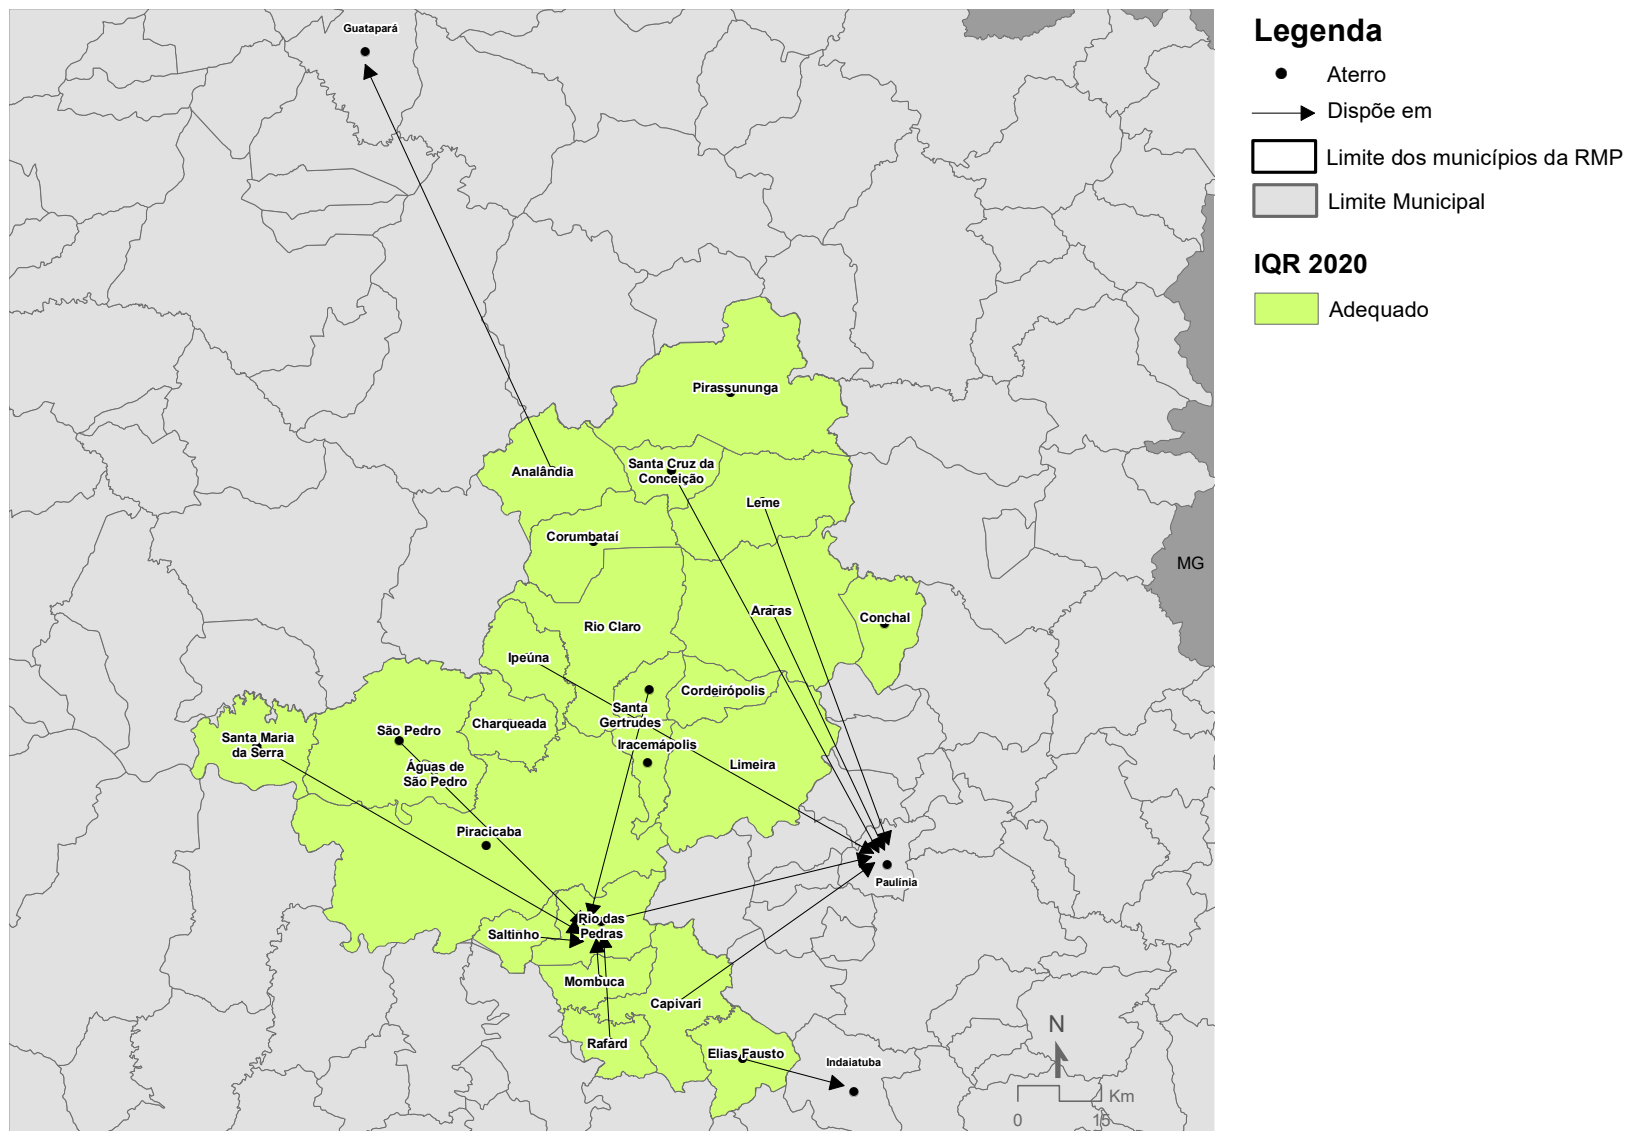 Guatapará
Pirassununga
Analândia
Santa Cruz da
Conceição
Leme
Corumbataí
Araras
Conchal
Rio Claro
Ipeúna
Cordeirópolis
Santa
Gertrudes
Charqueada
São Pedro
Santa Maria
da Serra
Iracemápolis
Limeira
Águas de
São Pedro
Piracicaba
Paulínia
Rio das
Pedras
Saltinho
Mombuca
Capivari
Rafard
Elias Fausto
Indaiatuba
MG
N
Km
0 15
Legenda
Aterro
Dispõe em
Limite dos municípios da RMP
Limite Municipal
IQR 2020
Adequado